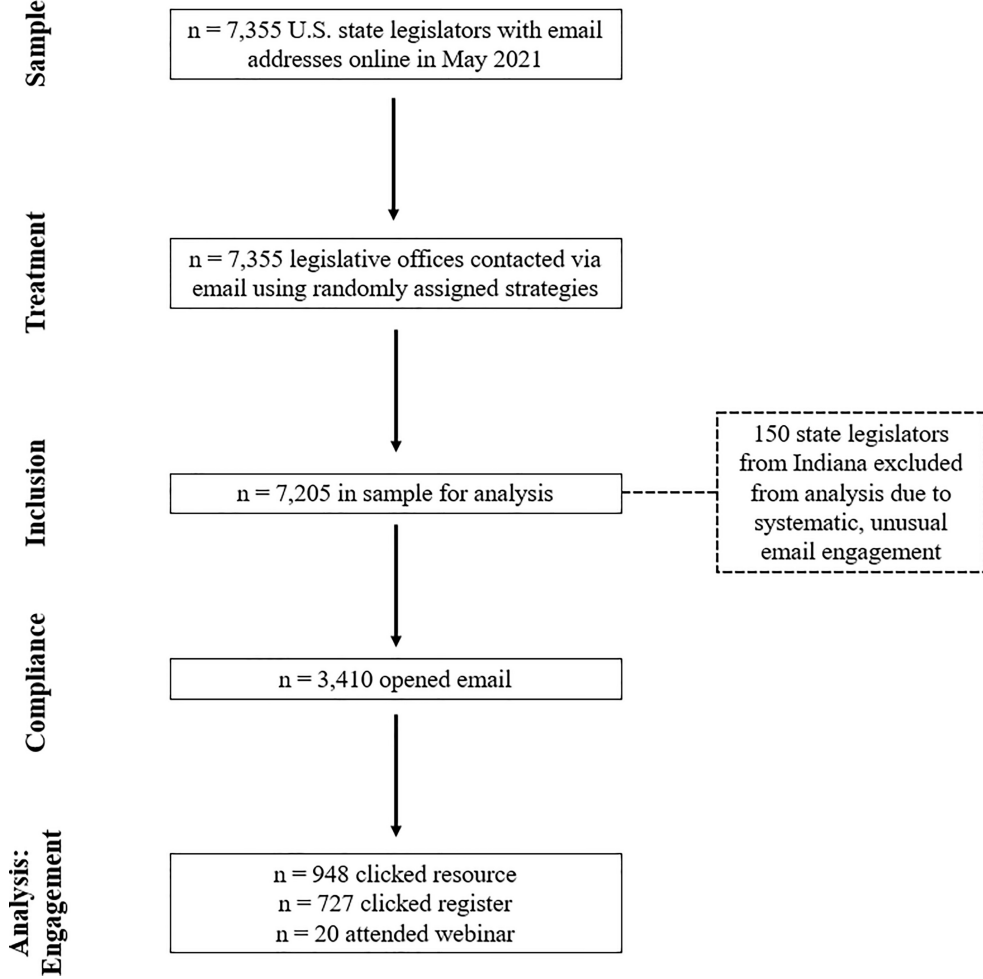 Sample
n = 7,355 U.S. state legislators with email
addresses online in May 2021
Treatment
n = 7,355 legislative offices contacted via
email using randomly assigned strategies
Inclusion
n = 7,205 in sample for analysis
150 state legislators
from Indiana excluded
from analysis due to
systematic, unusual
email engagement
Compliance
n = 3,410 opened email
Analysis:
Engagement
n = 948 clicked resource
n = 727 clicked register
n = 20 attended webinar